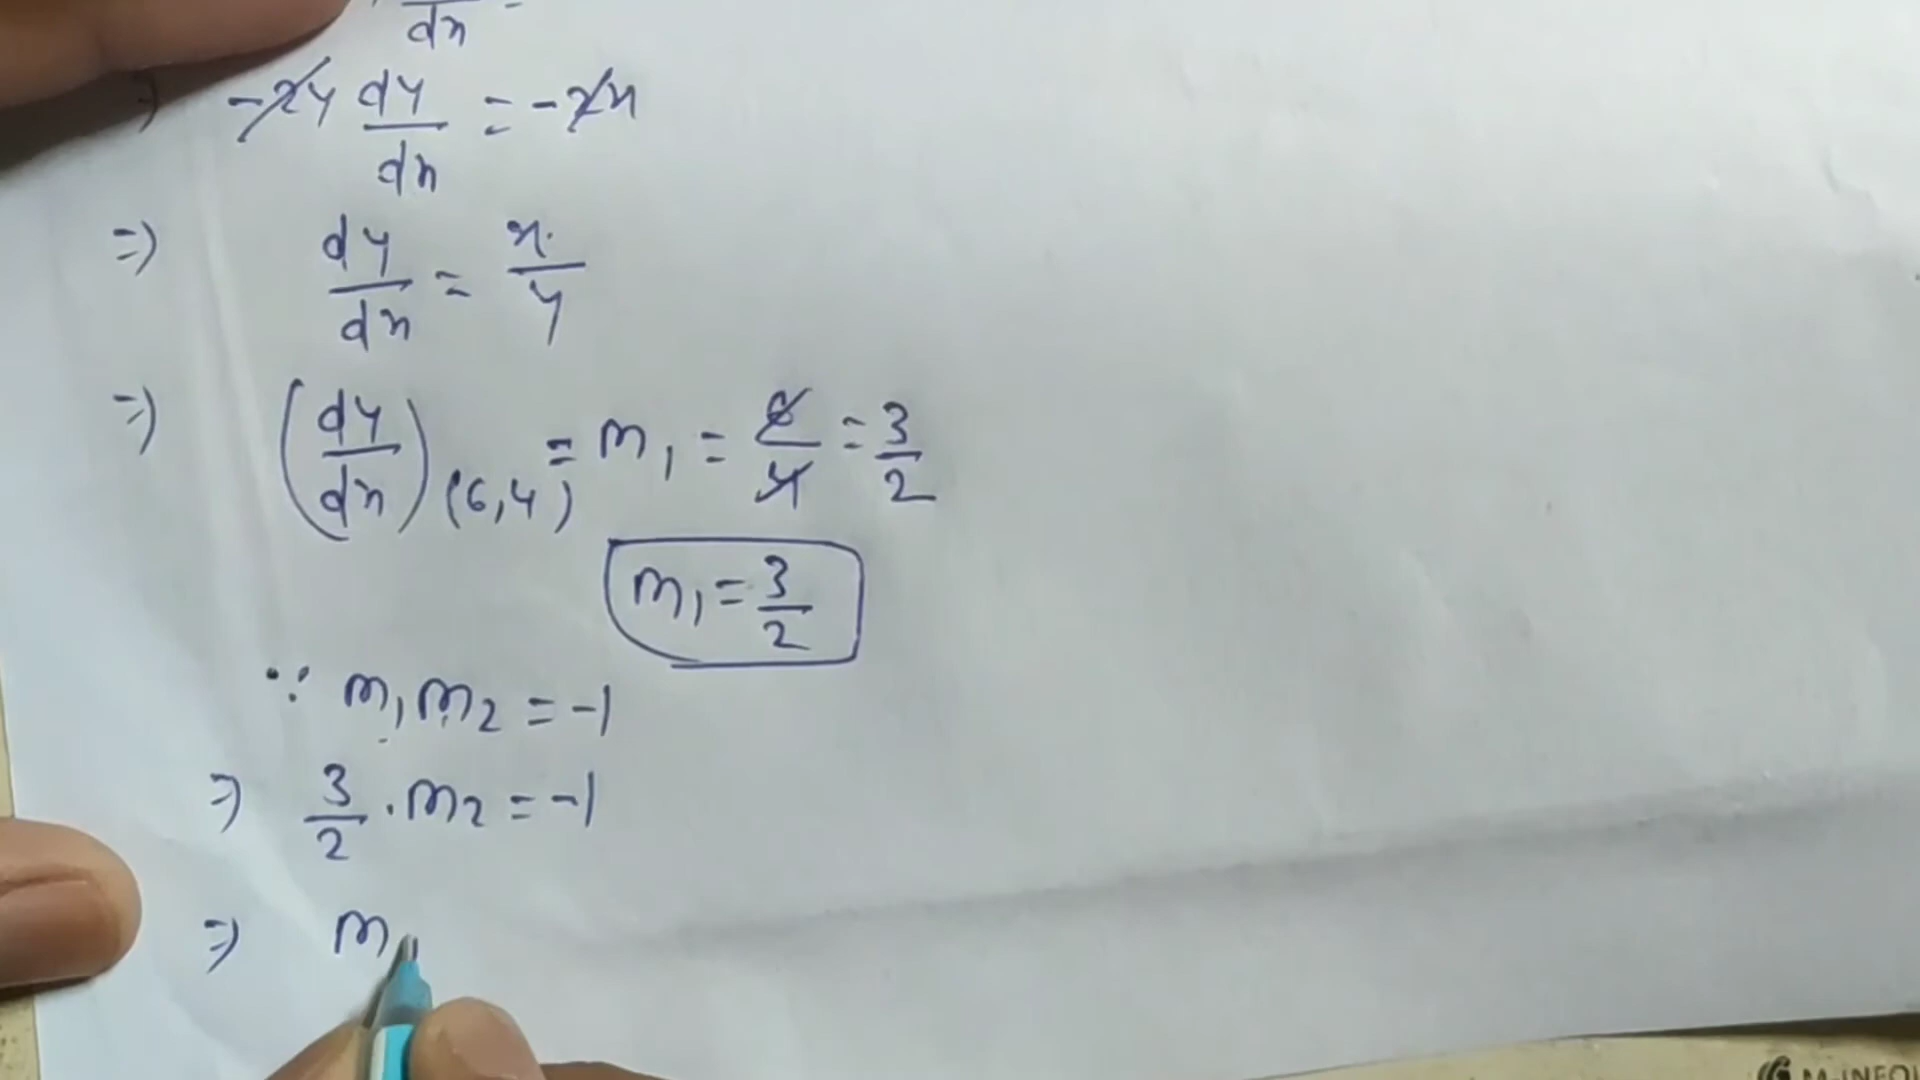 dx
⇒ -2y dy/dx = -2x
⇒ dy/dx = x/y
⇒ (dy/dx)(6,4) = m₁ = 6/4 = 3/2
m₁ = 3/2
∵ m₁m₂ = -1
⇒ 3/2 . m₂ = -1
⇒ m